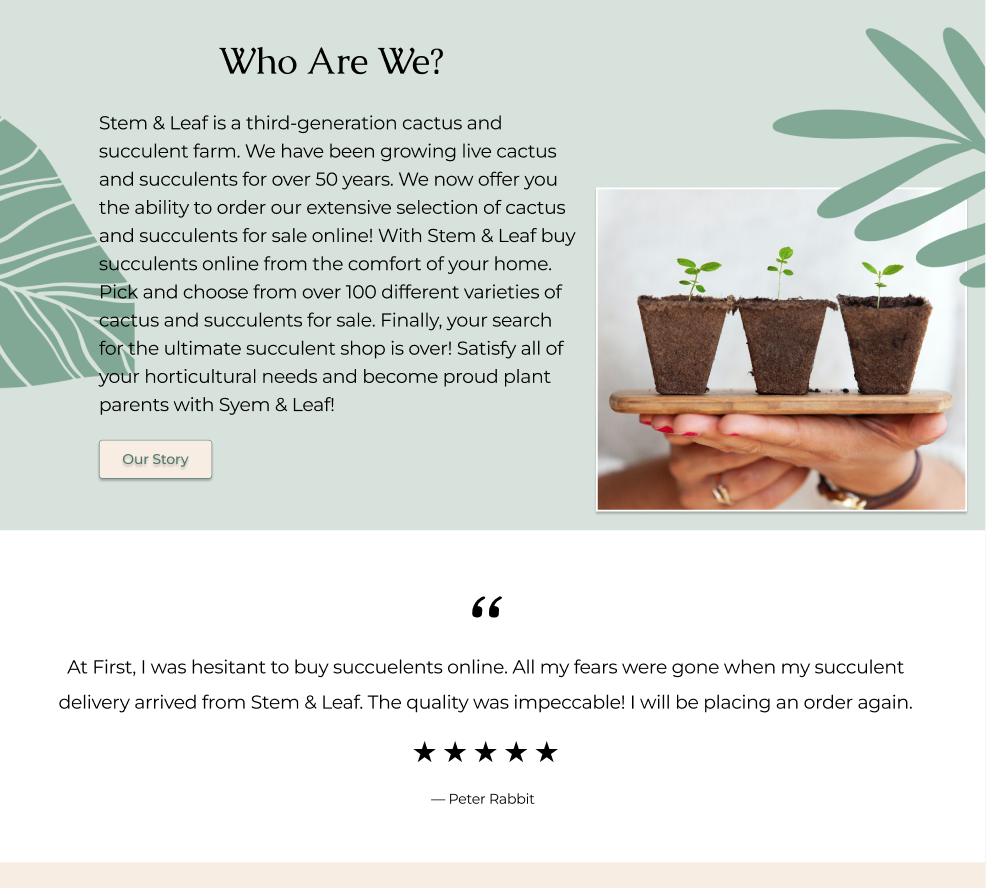 Who Are We?
Stem & Leaf is a third-generation cactus and
succulent farm. We have been growing live cactus
and succulents for over 50 years. We now offer you
the ability to order our extensive selection of cactus
and succulents for sale online! With Stem & Leaf buy
succulents online from the comfort of your home.
Pick and choose from over 100 different varieties of
cactus and succulents for sale. Finally, your search
for the ultimate succulent shop is over! Satisfy all of
your horticultural needs and become proud plant
parents with Syem & Leaf!
Our Story
“
At First, I was hesitant to buy succuelents online. All my fears were gone when my succulent
delivery arrived from Stem & Leaf. The quality was impeccable! I will be placing an order again.
★ ★ ★ ★ ★
— Peter Rabbit